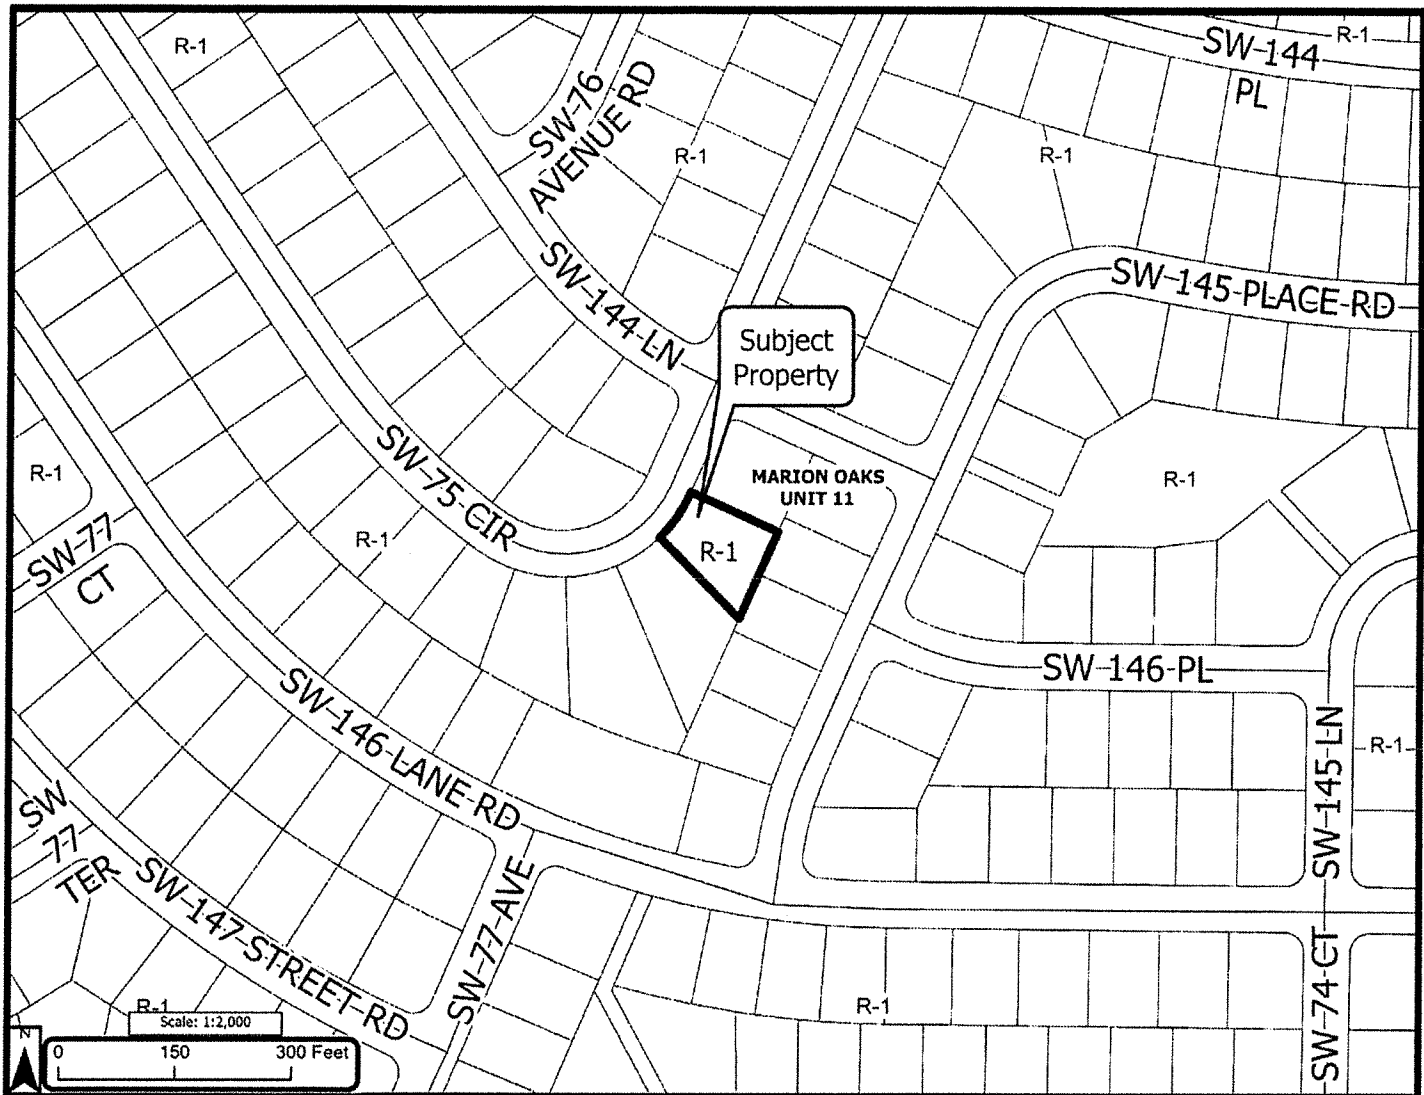 R-1
SW 144
PL
R-1
SW 76
AVENUE RD
R-1
R-1
SW 144 LN
SW 145 PLACE RD
Subject
Property
SW 75 CIR
R-1
MARION OAKS
UNIT 11
R-1
R-1
R-1
SW 77
CT
SW 146 PL
SW 146 LANE RD
SW 145 LN
R-1
SW
77
TER
SW 147 STREET RD
SW 77 AVE
SW 74 CT
R-1
R-1
Scale: 1:2,000
N
0 150 300 Feet